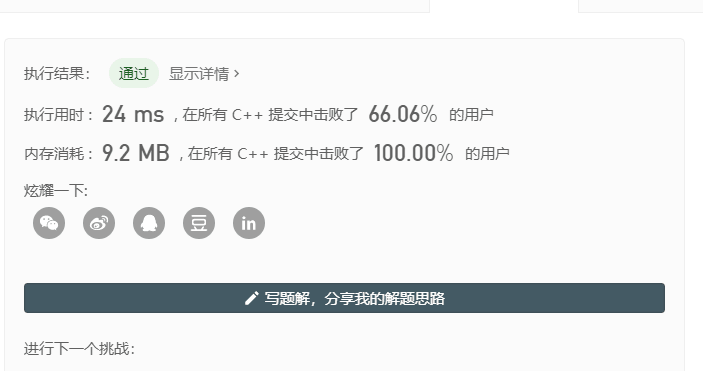 执行结果： 通过 显示详情 ›
执行用时： 24 ms , 在所有 C++ 提交中击败了 66.06% 的用户
内存消耗： 9.2 MB , 在所有 C++ 提交中击败了 100.00% 的用户
炫耀一下:
豆 in
写题解，分享我的解题思路
进行下一个挑战：